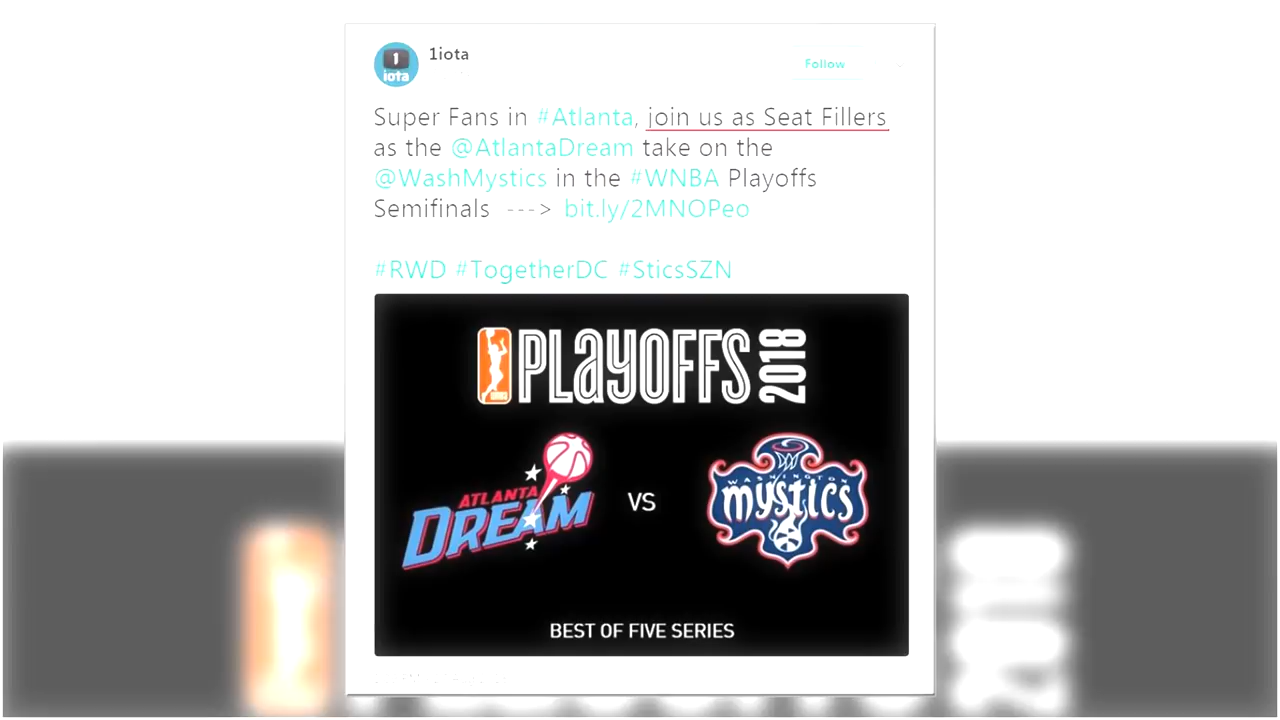 1iota
1
iota
Follow
Super Fans in #Atlanta, join us as Seat Fillers
as the @AtlantaDream take on the
@WashMystics in the #WNBA Playoffs
Semifinals ---> bit.ly/2MNOPeo
#RWD #TogetherDC #SticsSZN
PLAYOFFS 2018
ATLANTA
DREAM
VS
WASHINGTON
mystics
BEST OF FIVE SERIES